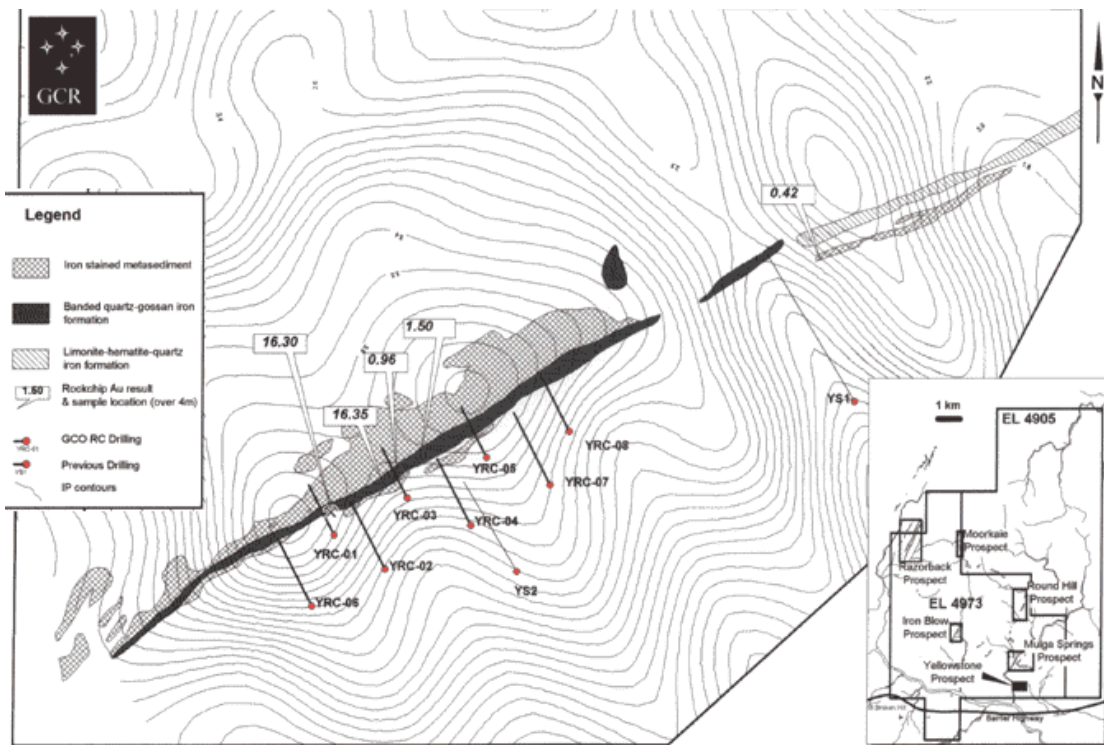 GCR
N
Legend
Iron stained metasediment
Banded quartz-gossan iron
formation
Limonite-hematite-quartz
iron formation
1.50
Rockchip Au result
& sample location (over 4m)
YRC-01
GCO RC Drilling
YS2
Previous Drilling
IP contours
16.30
16.35
0.96
1.50
0.42
YRC-01
YRC-02
YRC-03
YRC-04
YRC-05
YRC-06
YRC-07
YRC-08
YS1
YS2
1 km
EL 4905
Moorkaie
Prospect
Razorback
Prospect
Round Hill
Prospect
EL 4973
Iron Blow
Prospect
Mulga Springs
Prospect
Yellowstone
Prospect
Barrier Highway